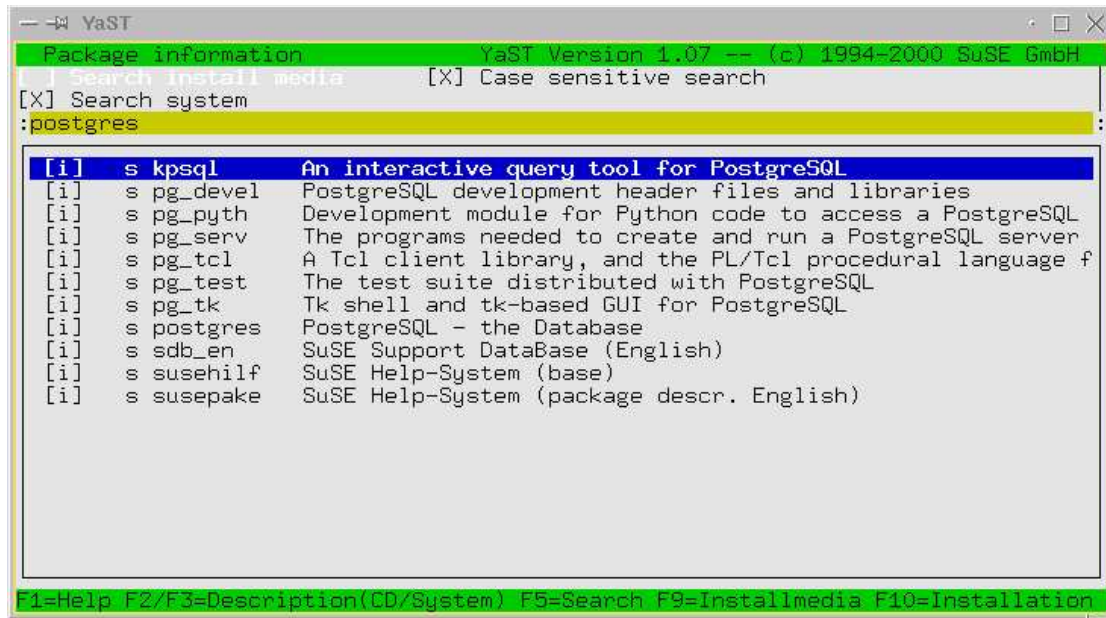 YaST
Package information YaST Version 1.07 -- (c) 1994-2000 SuSE GmbH
[ ] Search install media [X] Case sensitive search
[X] Search system
:postgres :
[i] s kpsql An interactive query tool for PostgreSQL
[i] s pg_devel PostgreSQL development header files and libraries
[i] s pg_pyth Development module for Python code to access a PostgreSQL
[i] s pg_serv The programs needed to create and run a PostgreSQL server
[i] s pg_tcl A Tcl client library, and the PL/Tcl procedural language f
[i] s pg_test The test suite distributed with PostgreSQL
[i] s pg_tk Tk shell and tk-based GUI for PostgreSQL
[i] s postgres PostgreSQL - the Database
[i] s sdb_en SuSE Support DataBase (English)
[i] s susehilf SuSE Help-System (base)
[i] s susepake SuSE Help-System (package descr. English)
F1=Help F2/F3=Description(CD/System) F5=Search F9=Installmedia F10=Installation